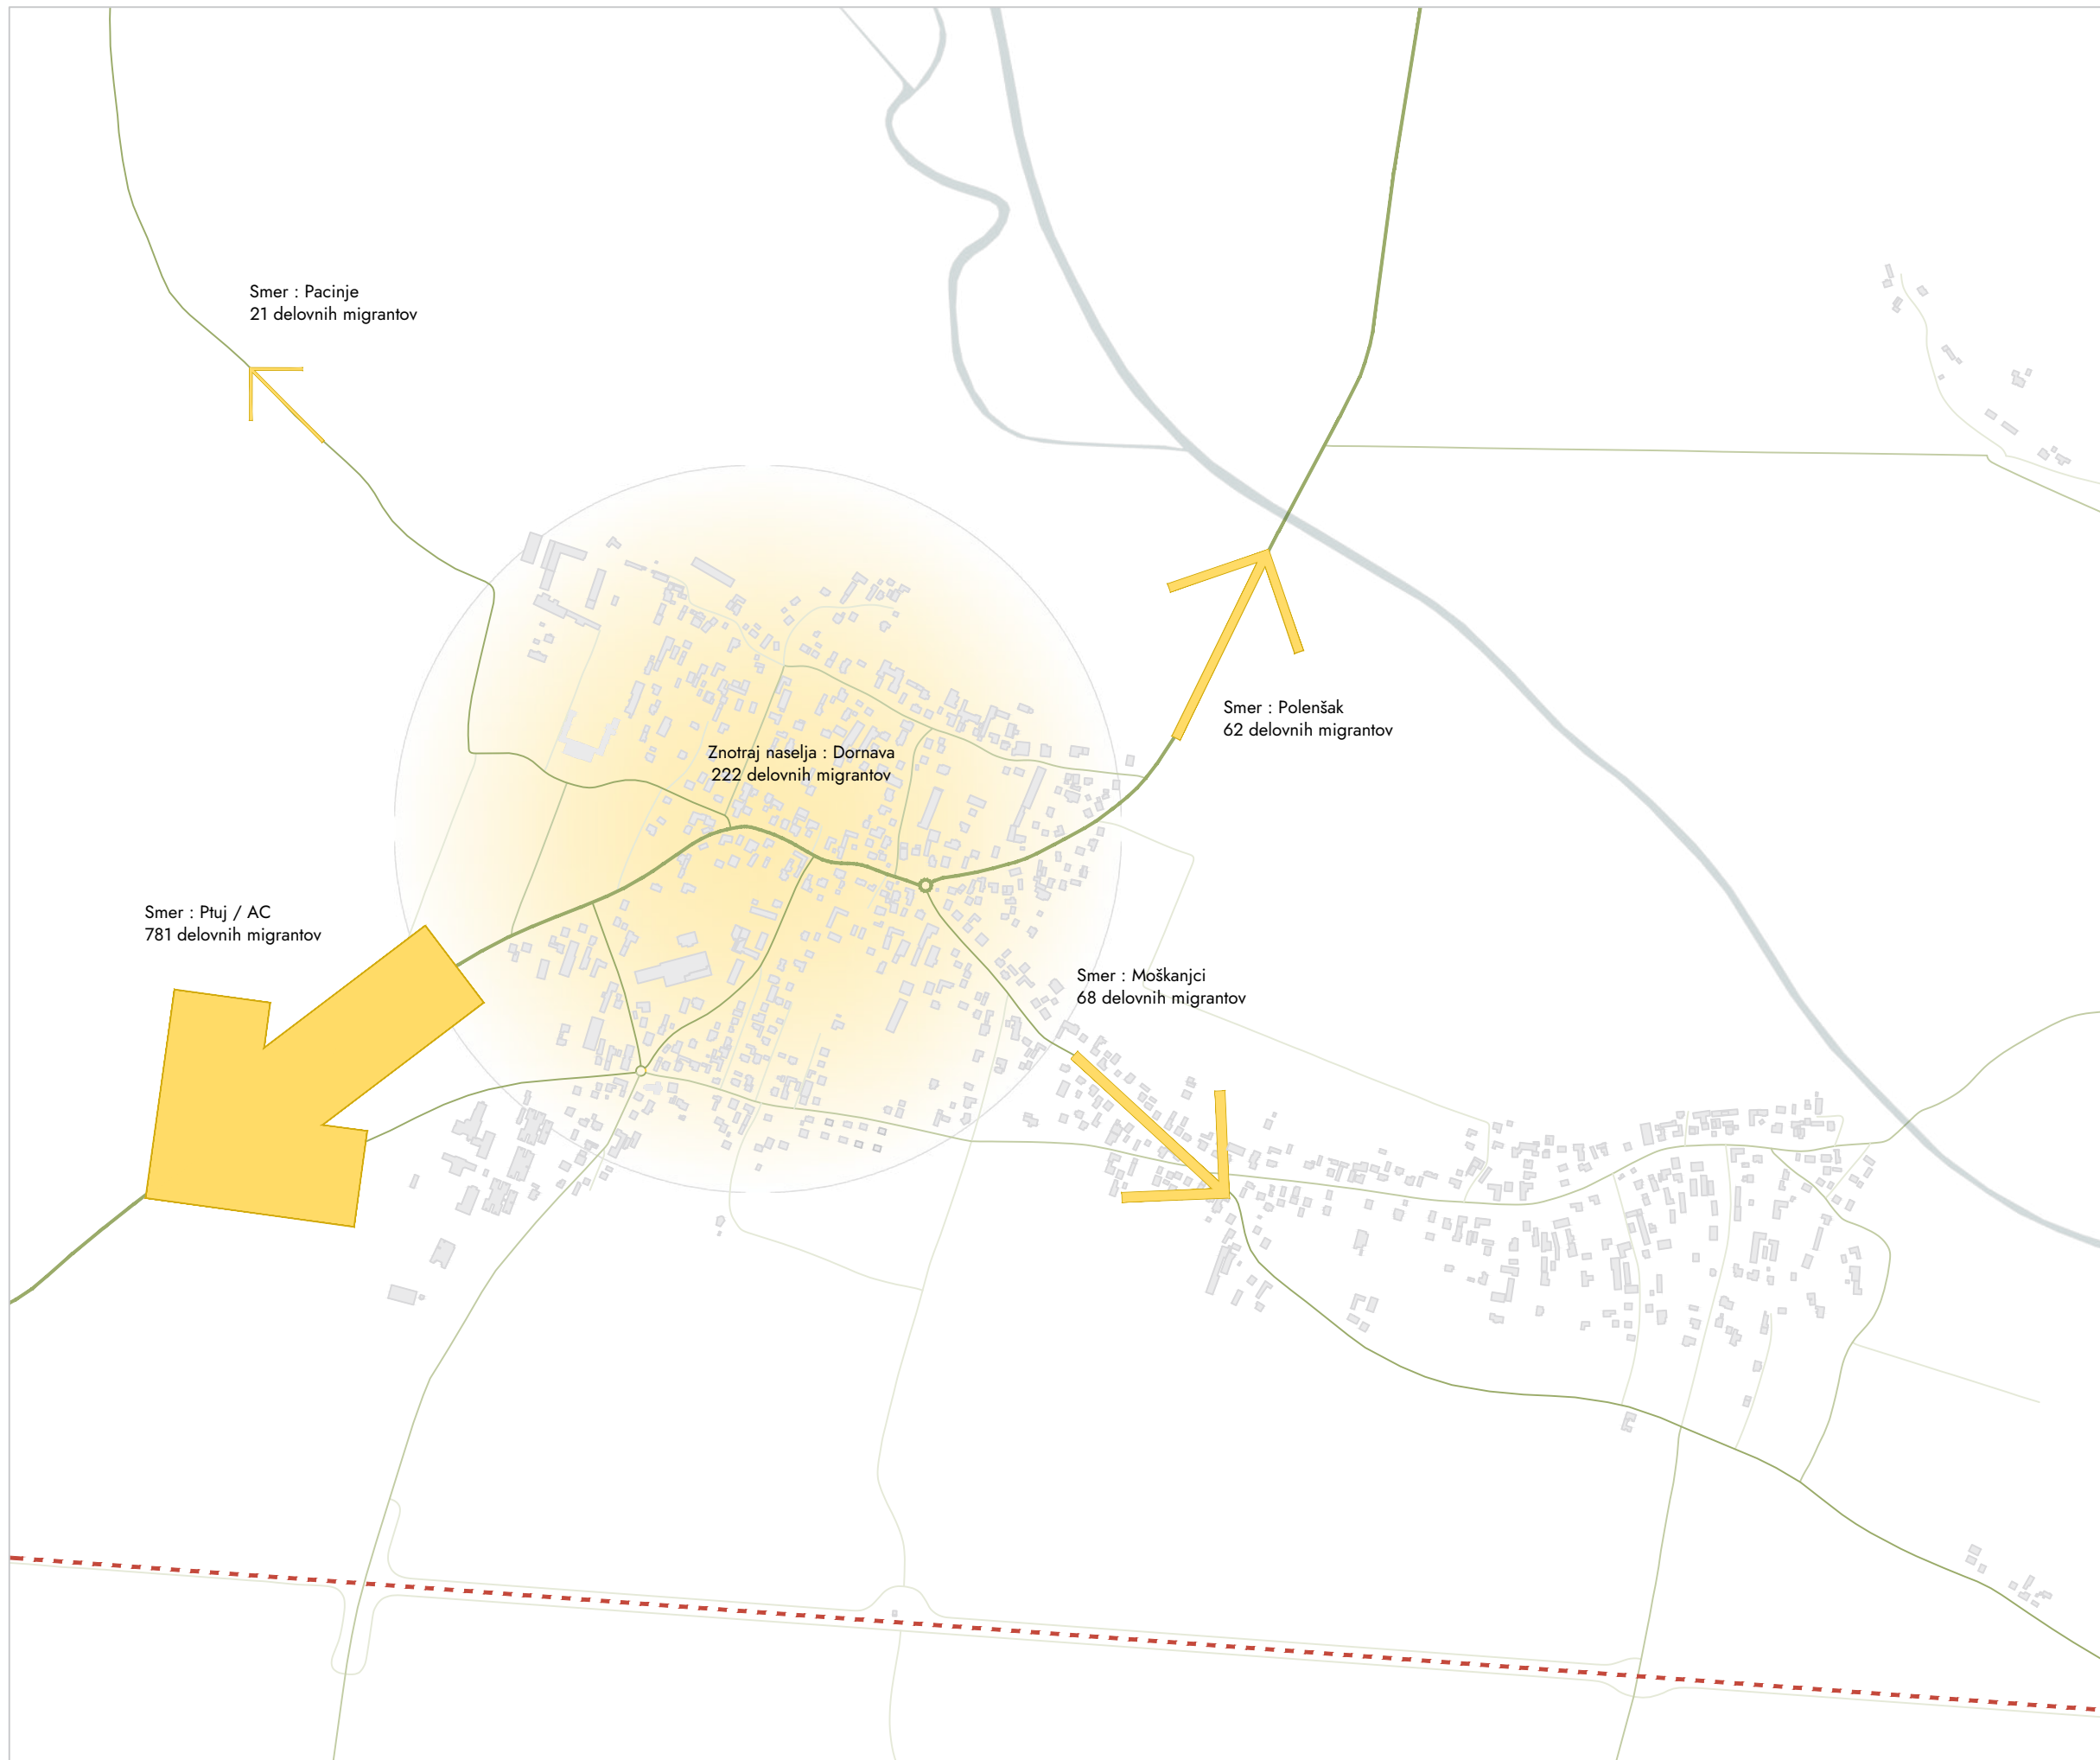 Smer : Pacinje
21 delovnih migrantov
Smer : Polenšak
62 delovnih migrantov
Znotraj naselja : Dornava
222 delovnih migrantov
Smer : Ptuj / AC
781 delovnih migrantov
Smer : Moškanjci
68 delovnih migrantov